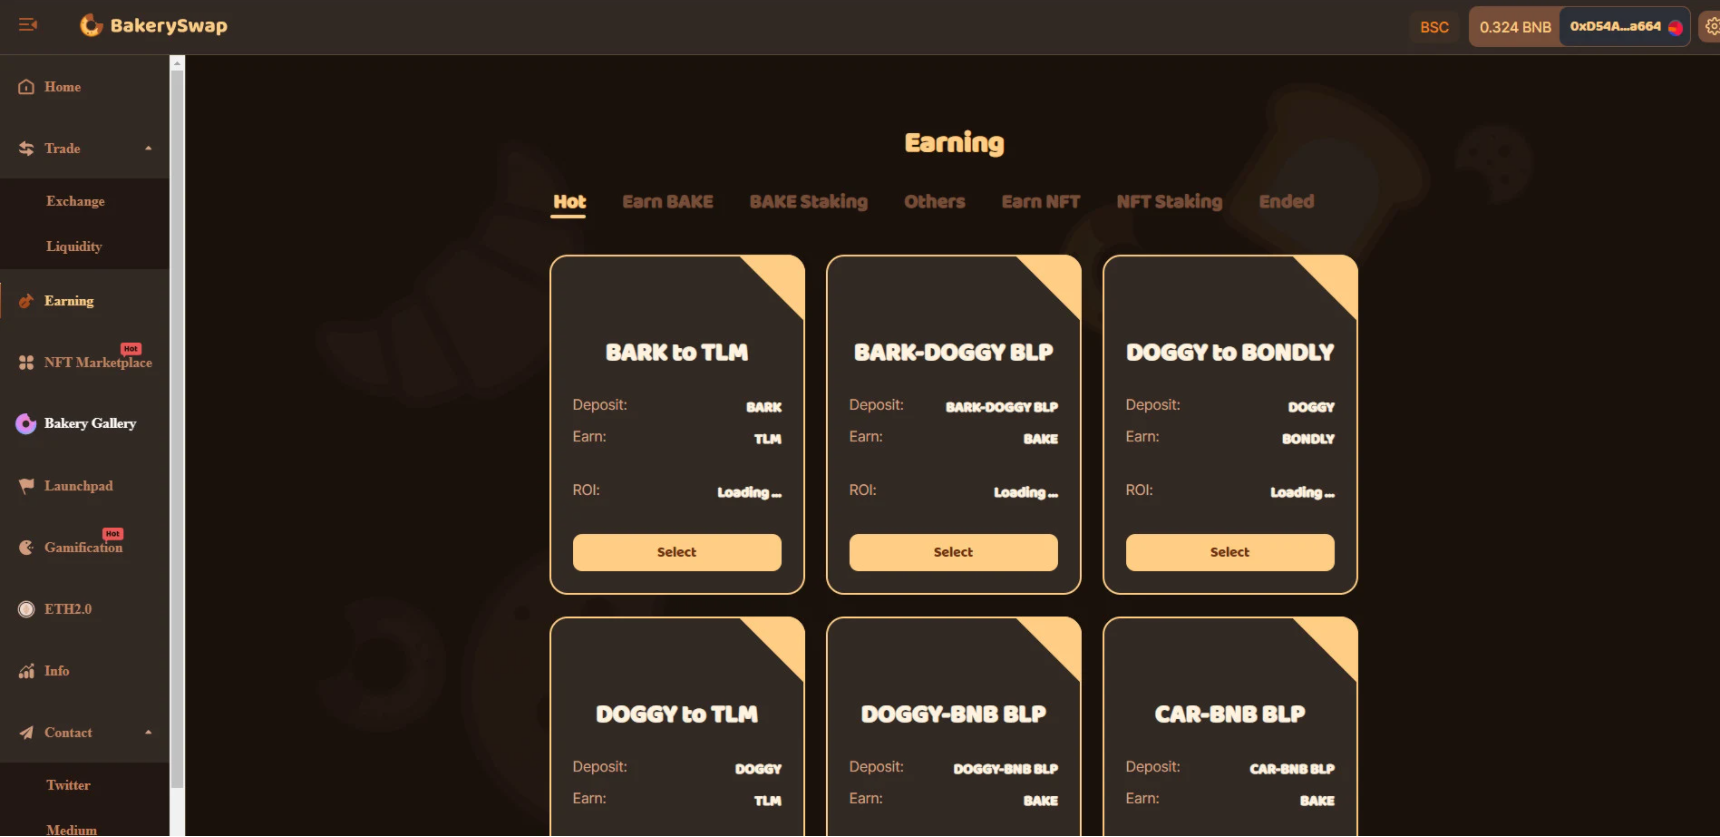 BakerySwap
BSC
0.324 BNB
0xD54A...a664
Home
Trade
Exchange
Liquidity
Earning
Hot
NFT Marketplace
Bakery Gallery
Launchpad
Hot
Gamification
ETH2.0
Info
Contact
Twitter
Medium
Earning
Hot Earn BAKE BAKE Staking Others Earn NFT NFT Staking Ended
BARK to TLM
Deposit: BARK
Earn: TLM
ROI: Loading ...
Select
BARK-DOGGY BLP
Deposit: BARK-DOGGY BLP
Earn: BAKE
ROI: Loading ...
Select
DOGGY to BONDLY
Deposit: DOGGY
Earn: BONDLY
ROI: Loading ...
Select
DOGGY to TLM
Deposit: DOGGY
Earn: TLM
DOGGY-BNB BLP
Deposit: DOGGY-BNB BLP
Earn: BAKE
CAR-BNB BLP
Deposit: CAR-BNB BLP
Earn: BAKE